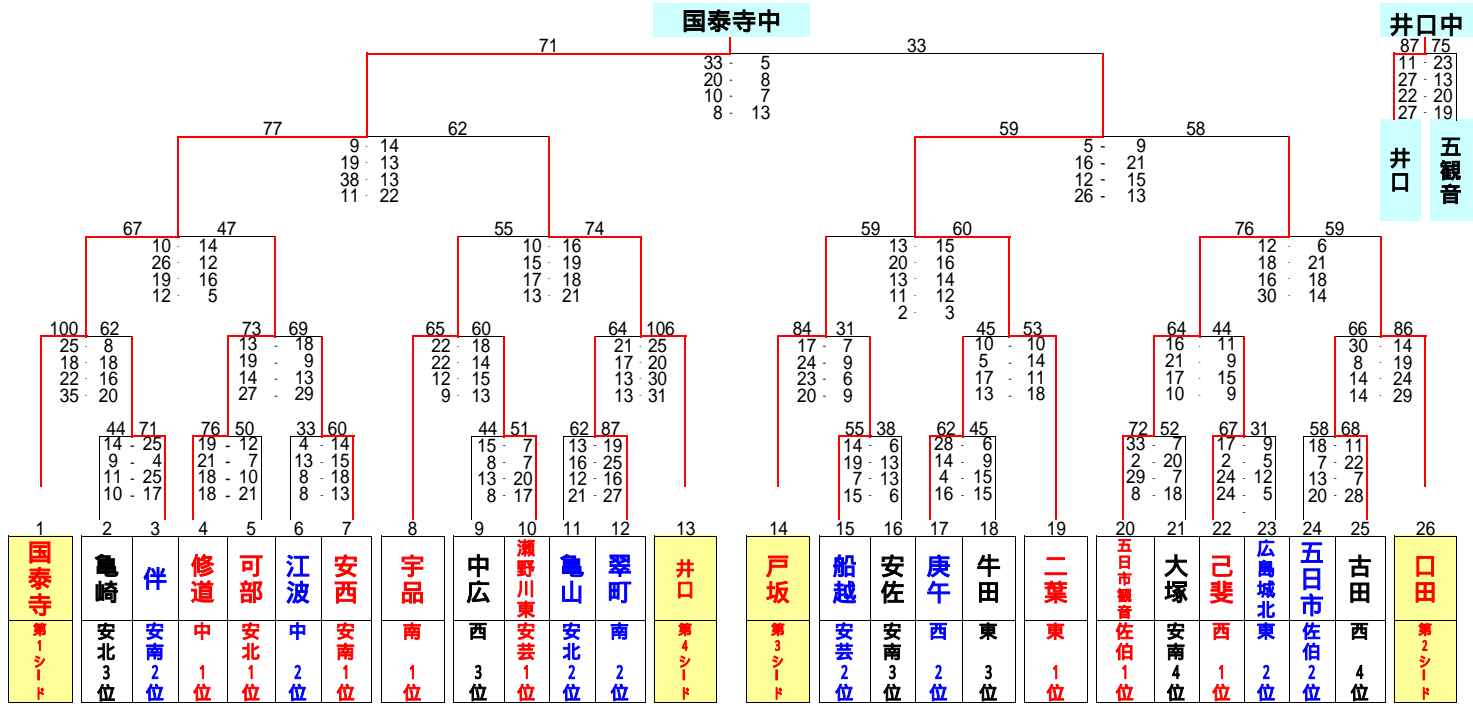 国泰寺中
井口中
71 33
87 75
33 - 5
20 - 8
10 - 7
8 - 13
11 - 23
27 - 13
22 - 20
27 - 19
井口
五観音
77 62
9 - 14
19 - 13
38 - 13
11 - 22
59 58
5 - 9
16 - 21
12 - 15
26 - 13
67 47
10 - 14
26 - 12
19 - 16
12 - 5
55 74
10 - 16
15 - 19
17 - 18
13 - 21
59 60
13 - 15
20 - 16
13 - 14
11 - 12
2 - 3
76 59
12 - 6
18 - 21
16 - 18
30 - 14
100 62
25 - 8
18 - 18
22 - 16
35 - 20
73 69
13 - 18
19 - 9
14 - 13
27 - 29
65 60
22 - 18
22 - 14
12 - 15
9 - 13
64 106
21 - 25
17 - 20
13 - 30
13 - 31
84 31
17 - 7
24 - 9
23 - 6
20 - 9
45 53
10 - 10
5 - 14
17 - 11
13 - 18
64 44
16 - 11
21 - 9
17 - 15
10 - 9
66 86
30 - 14
8 - 19
14 - 24
14 - 29
44 71
14 - 25
9 - 4
11 - 25
10 - 17
76 50
19 - 12
21 - 7
18 - 10
18 - 21
33 60
4 - 14
13 - 15
8 - 18
8 - 13
44 51
15 - 7
8 - 7
13 - 20
8 - 17
62 87
13 - 19
16 - 25
12 - 16
21 - 27
55 38
14 - 6
19 - 13
7 - 13
15 - 6
62 45
28 - 6
14 - 9
4 - 15
16 - 15
72 52
33 - 7
2 - 20
29 - 7
8 - 18
67 31
17 - 9
2 - 5
24 - 12
24 - 5
-
58 68
18 - 11
7 - 22
13 - 7
20 - 28
1 2 3 4 5 6 7 8 9 10 11 12 13 14 15 16 17 18 19 20 21 22 23 24 25 26
国泰寺
亀崎
伴
修道
可部
江波
安西
宇品
中広
瀬野川東
亀山
翠町
井口
戸坂
船越
安佐
庚午
牛田
二葉
五日市観音
大塚
己斐
広島城北
五日市
古田
口田
第1シード
安北3位
安南2位
中 1位
安北1位
中 2位
安南1位
南 1位
西 3位
安芸1位
安北2位
南 2位
第4シード
第3シード
安芸2位
安南3位
西 2位
東 3位
東 1位
佐伯1位
安南4位
西 1位
東 2位
佐伯2位
西 4位
第2シード